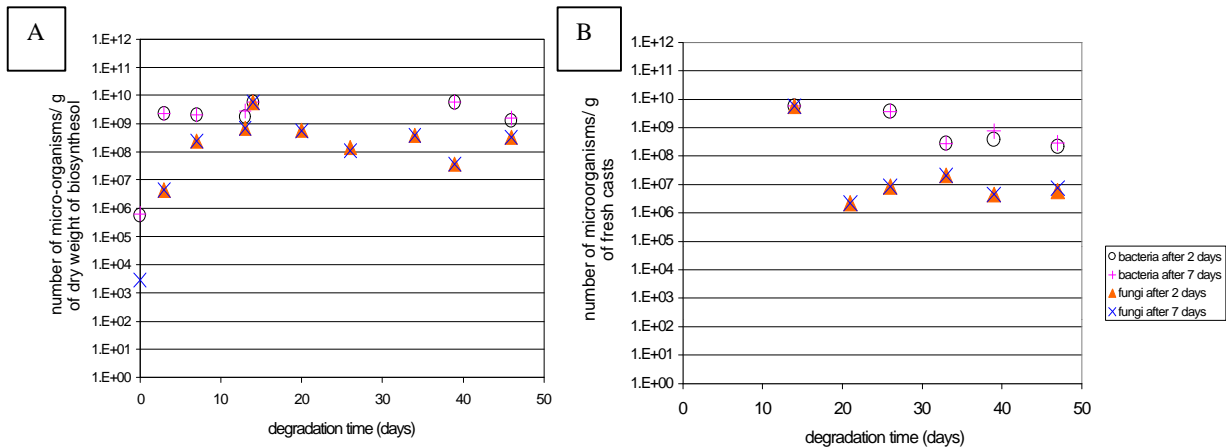 A
1.E+12
1.E+11
1.E+10
1.E+09
1.E+08
1.E+07
1.E+06
1.E+05
1.E+04
1.E+03
1.E+02
1.E+01
1.E+00
number of micro-organisms/ g
of dry weight of biosynthesol
0 10 20 30 40 50
degradation time (days)
B
1.E+12
1.E+11
1.E+10
1.E+09
1.E+08
1.E+07
1.E+06
1.E+05
1.E+04
1.E+03
1.E+02
1.E+01
1.E+00
number of microorganisms/ g
of fresh casts
0 10 20 30 40 50
degradation time (days)
bacteria after 2 days
bacteria after 7 days
fungi after 2 days
fungi after 7 days